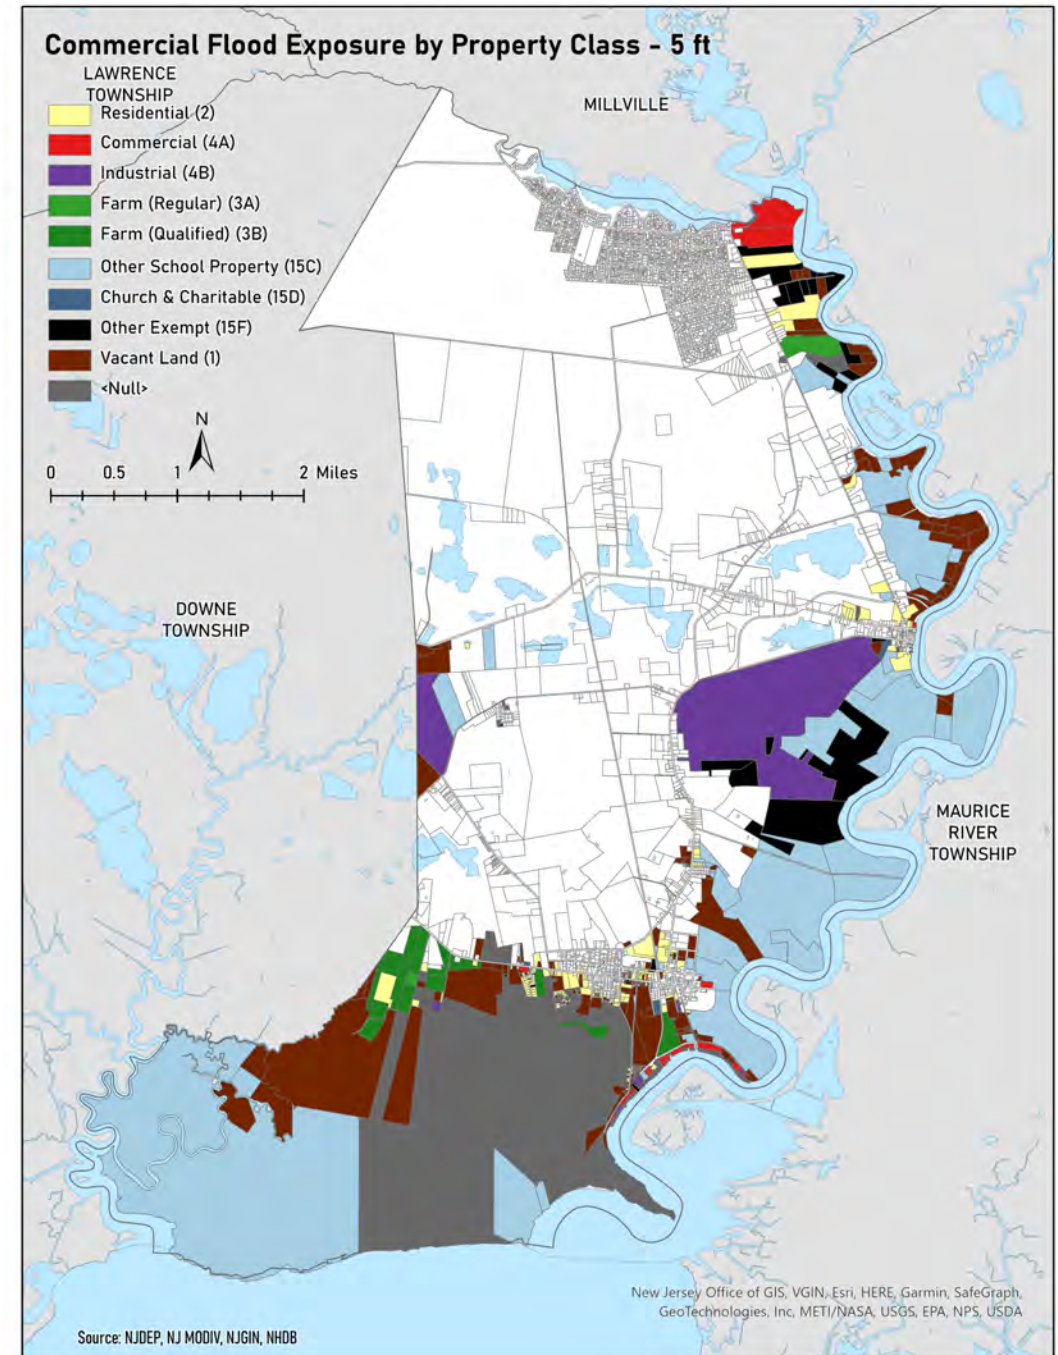 Commercial Flood Exposure by Property Class - 5 ft
LAWRENCE
TOWNSHIP
MILLVILLE
Residential (2)
Commercial (4A)
Industrial (4B)
Farm (Regular) (3A)
Farm (Qualified) (3B)
Other School Property (15C)
Church & Charitable (15D)
Other Exempt (15F)
Vacant Land (1)
<Null>
N
0 0.5 1 2 Miles
DOWNE
TOWNSHIP
MAURICE
RIVER
TOWNSHIP
New Jersey Office of GIS, VGIN, Esri, HERE, Garmin, SafeGraph,
GeoTechnologies, Inc, METI/NASA, USGS, EPA, NPS, USDA
Source: NJDEP, NJ MODIV, NJGIN, NHDB